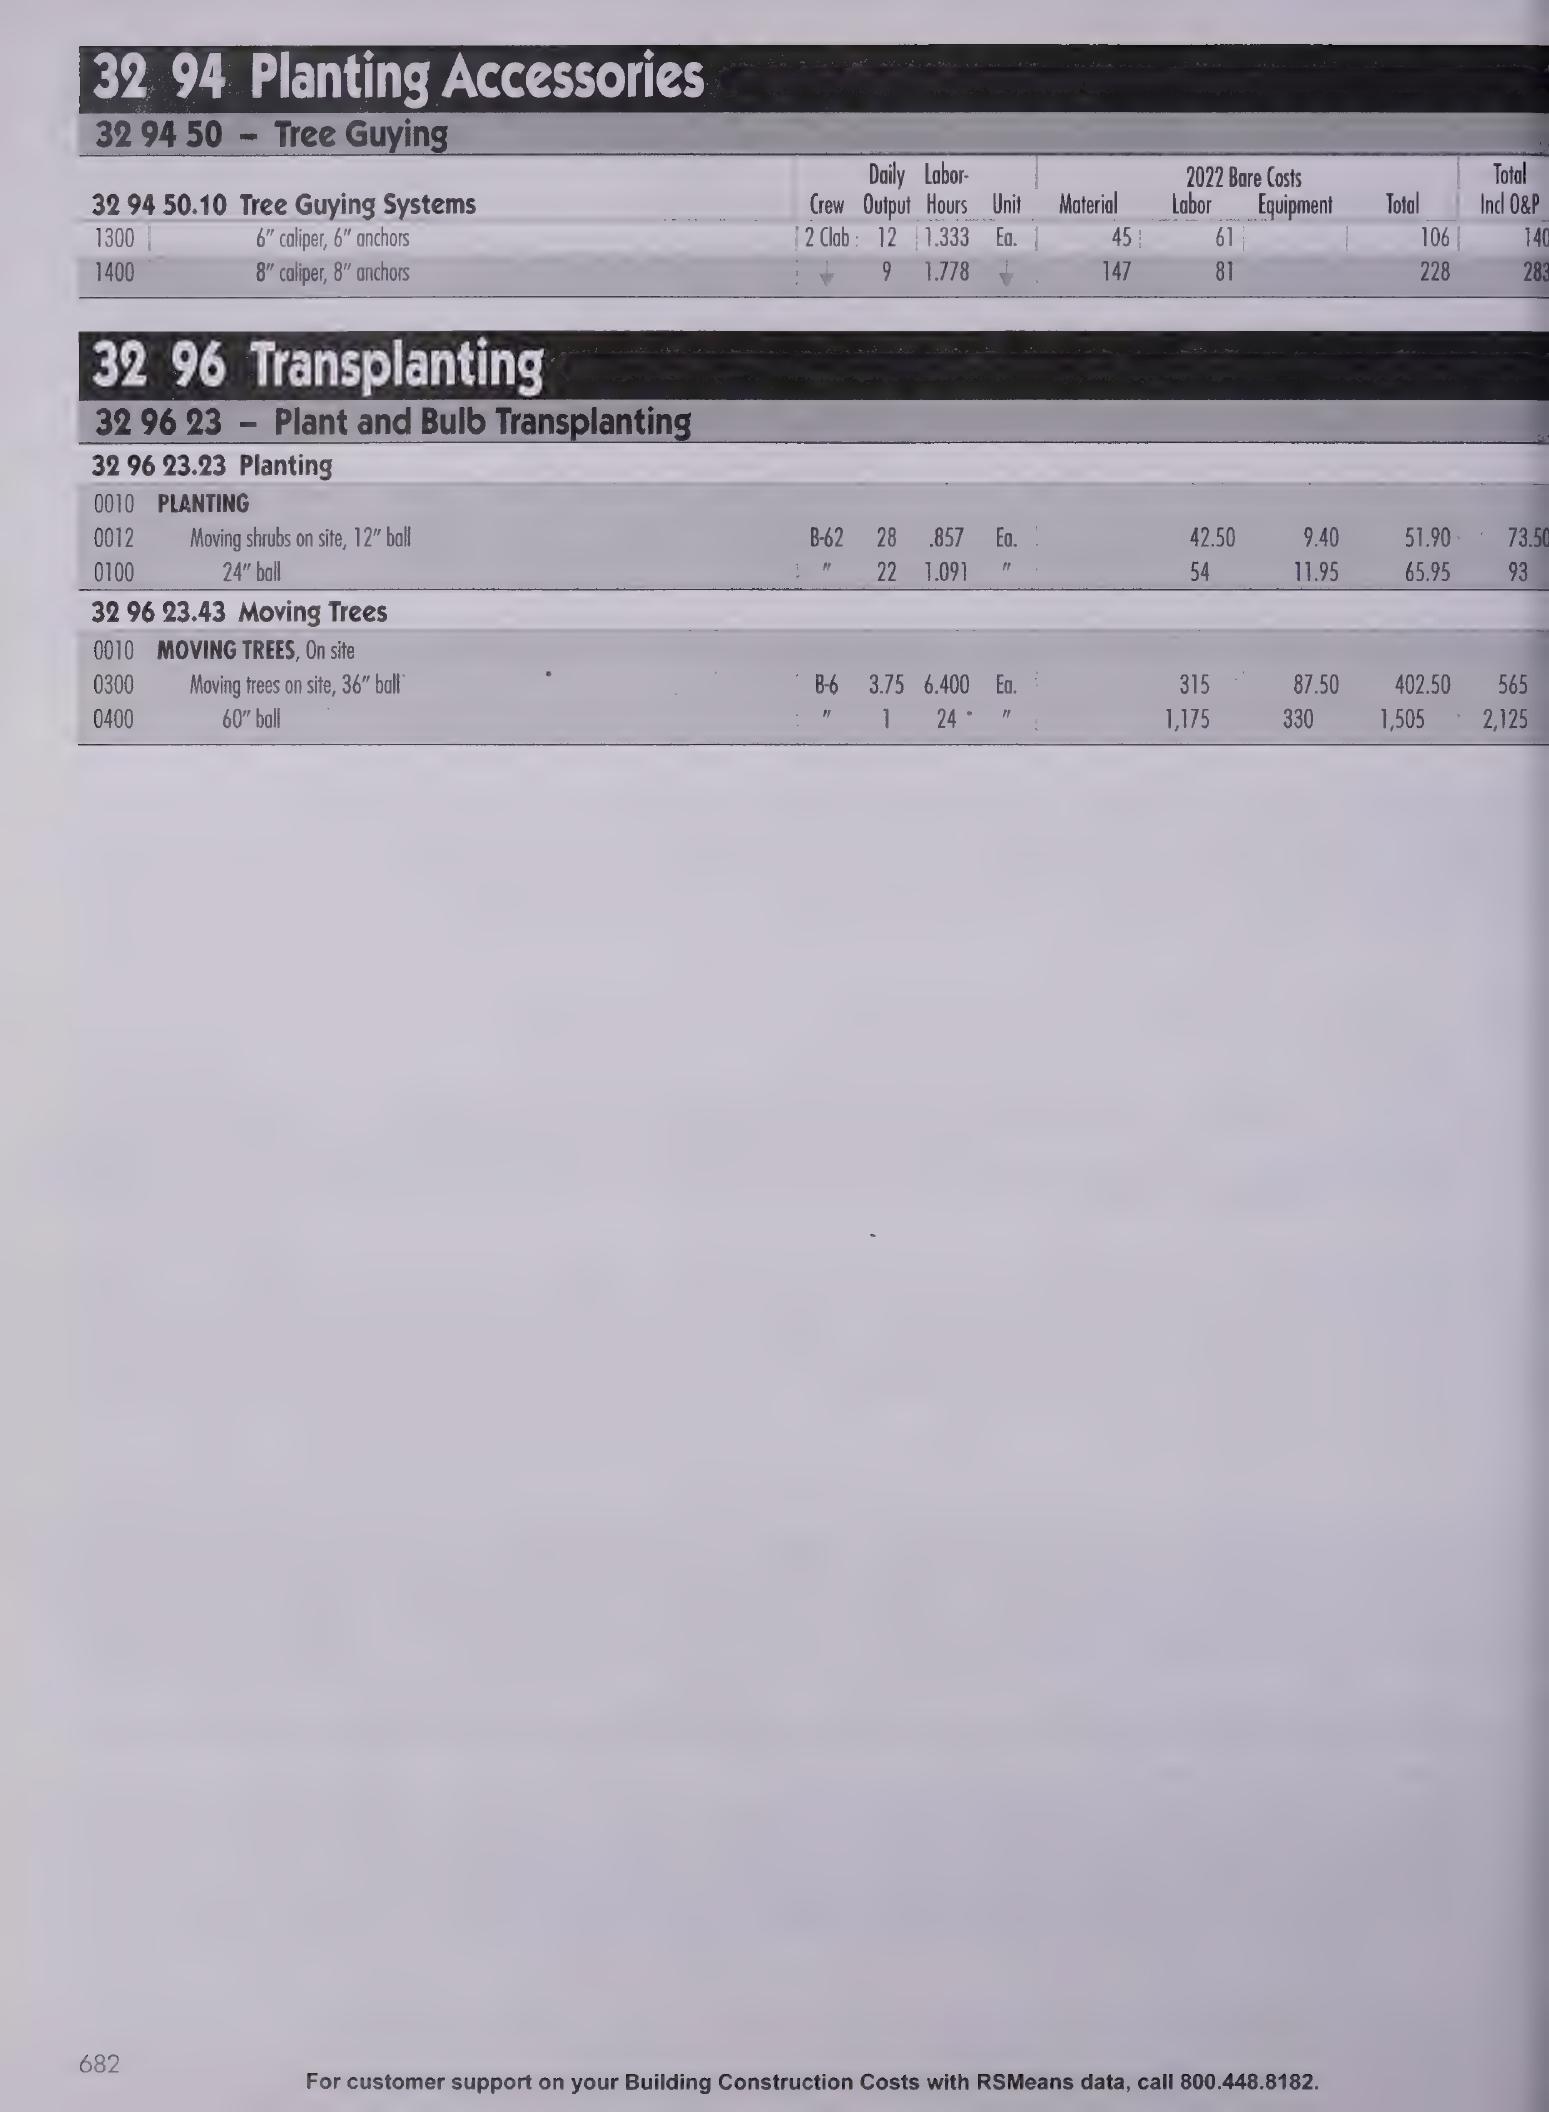 32 94 Planting Accessories
32 94 50 – Tree Guying
Daily Labor- 2022 Bare Costs Total
32 94 50.10 Tree Guying Systems Crew Output Hours Unit Material Labor Equipment Total Incl O&P
1300 6" caliper, 6" anchors 2 Clab 12 1.333 Ea. 45 61 106 140
1400 8" caliper, 8" anchors ↓ 9 1.778 ↓ 147 81 228 283
32 96 Transplanting
32 96 23 – Plant and Bulb Transplanting
32 96 23.23 Planting
0010 PLANTING
0012 Moving shrubs on site, 12" ball B-62 28 .857 Ea. 42.50 9.40 51.90 73.50
0100 24" ball " 22 1.091 " 54 11.95 65.95 93
32 96 23.43 Moving Trees
0010 MOVING TREES, On site
0300 Moving trees on site, 36" ball B-6 3.75 6.400 Ea. 315 87.50 402.50 565
0400 60" ball " 1 24 " 1,175 330 1,505 2,125
682
For customer support on your Building Construction Costs with RSMeans data, call 800.448.8182.